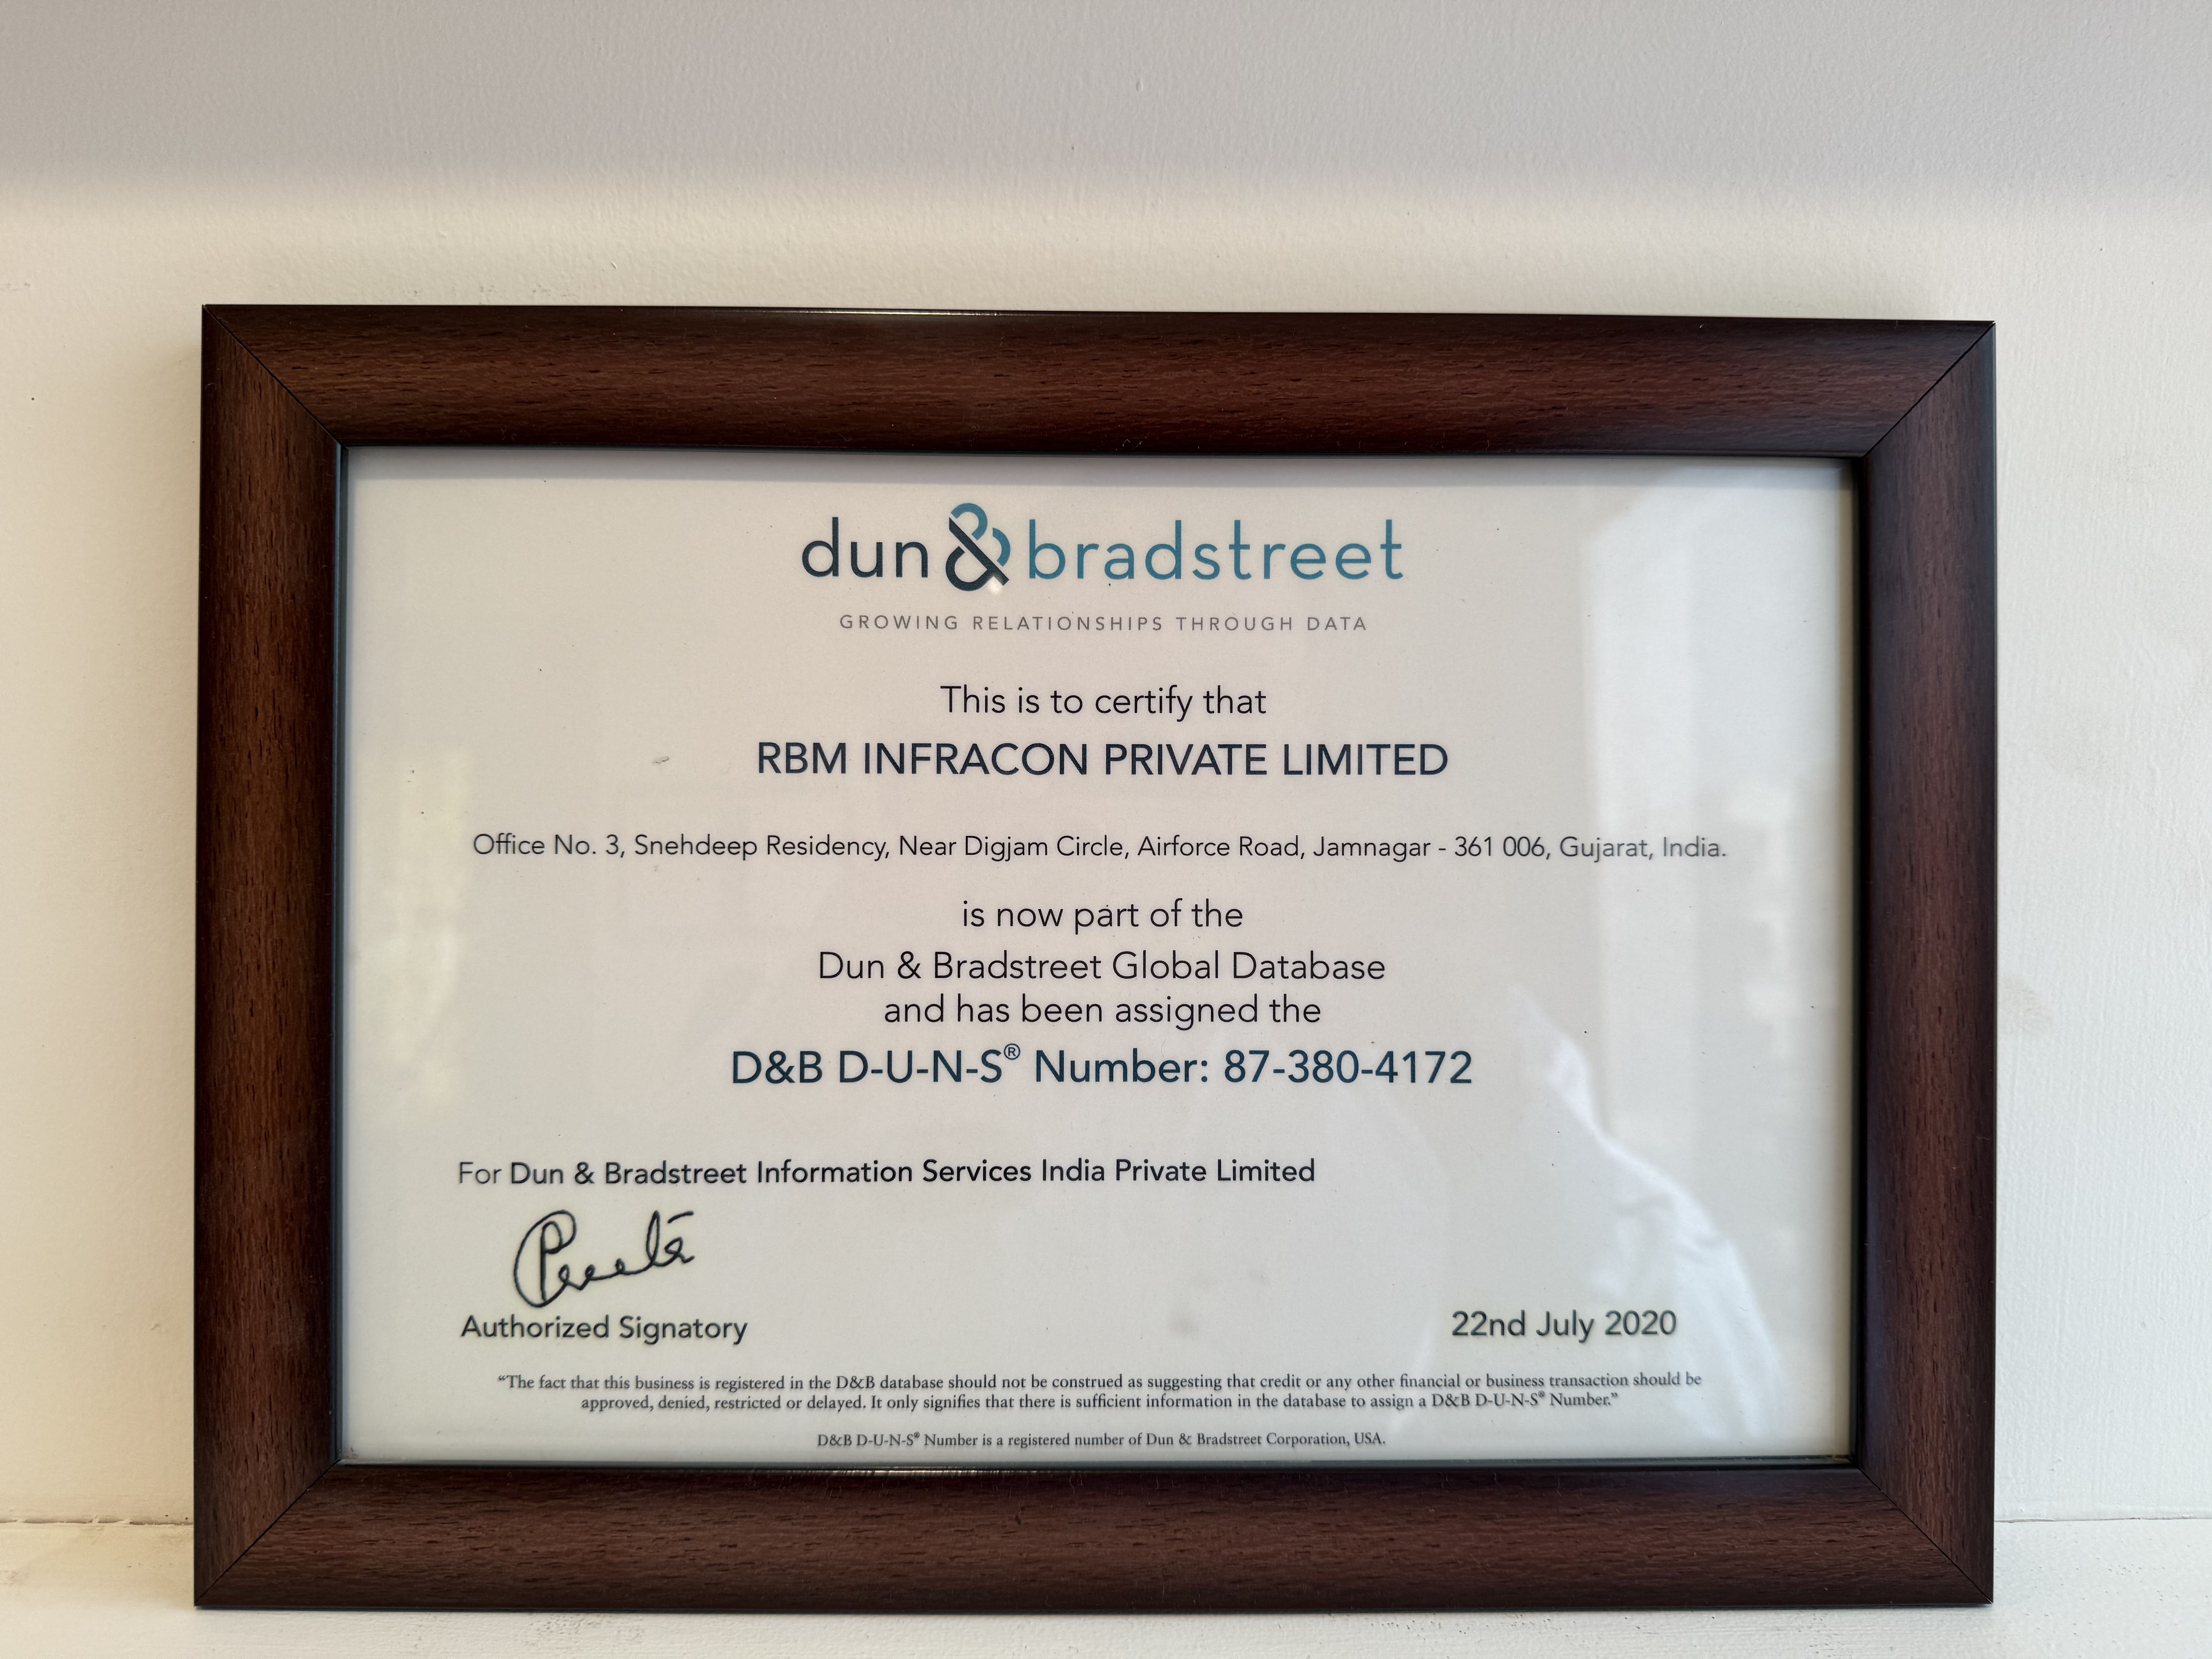 dun & bradstreet
GROWING RELATIONSHIPS THROUGH DATA
This is to certify that
RBM INFRACON PRIVATE LIMITED
Office No. 3, Snehdeep Residency, Near Digjam Circle, Airforce Road, Jamnagar - 361 006, Gujarat, India.
is now part of the
Dun & Bradstreet Global Database
and has been assigned the
D&B D-U-N-S® Number: 87-380-4172
For Dun & Bradstreet Information Services India Private Limited
Authorized Signatory
22nd July 2020
“The fact that this business is registered in the D&B database should not be construed as suggesting that credit or any other financial or business transaction should be
approved, denied, restricted or delayed. It only signifies that there is sufficient information in the database to assign a D&B D-U-N-S® Number.”
D&B D-U-N-S® Number is a registered number of Dun & Bradstreet Corporation, USA.